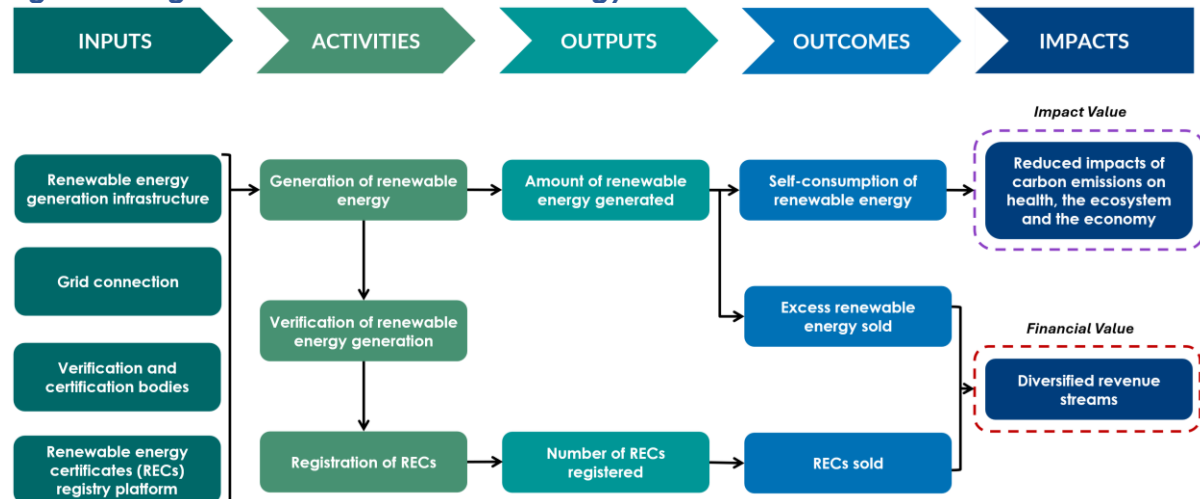 INPUTS
ACTIVITIES
OUTPUTS
OUTCOMES
IMPACTS
Impact Value
Renewable energy
generation infrastructure
Generation of renewable
energy
Amount of renewable
energy generated
Self-consumption of
renewable energy
Reduced impacts of
carbon emissions on
health, the ecosystem
and the economy
Grid connection
Verification of renewable
energy generation
Excess renewable
energy sold
Financial Value
Verification and
certification bodies
Diversified revenue
streams
Renewable energy
certificates (RECs)
registry platform
Registration of RECs
Number of RECs
registered
RECs sold